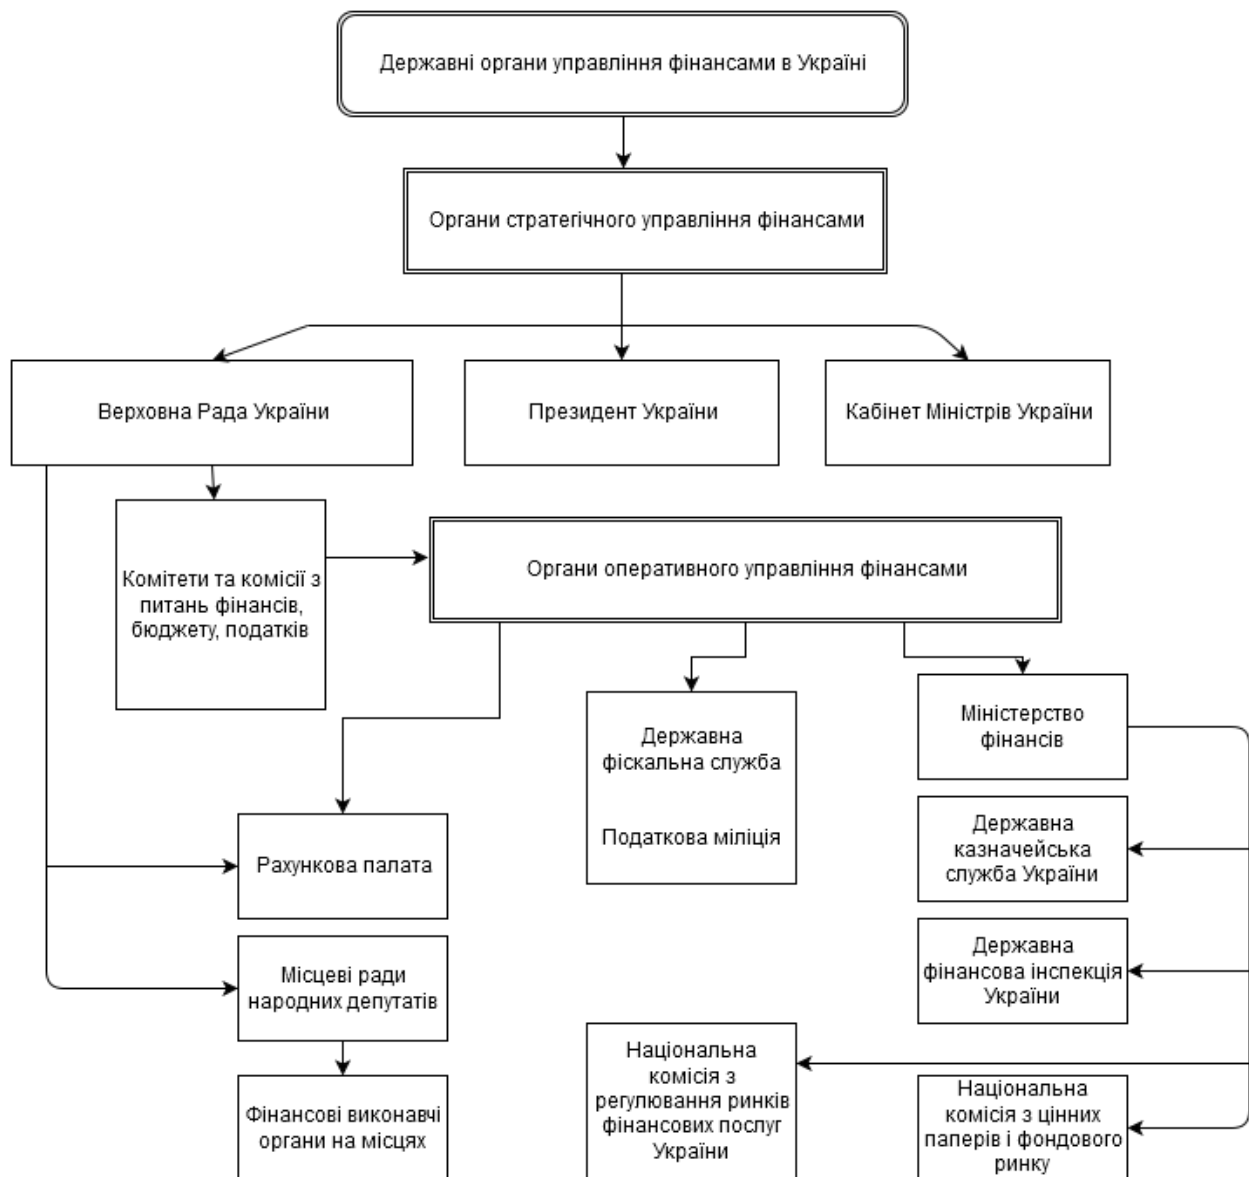 Державні органи управління фінансами в Україні
Органи стратегічного управління фінансами
Верховна Рада України
Президент України
Кабінет Міністрів України
Комітети та комісії з
питань фінансів,
бюджету, податків
Органи оперативного управління фінансами
Державна
фіскальна служба
Податкова міліція
Міністерство
фінансів
Рахункова палата
Державна
казначейська
служба України
Місцеві ради
народних депутатів
Державна
фінансова інспекція
України
Фінансові виконавчі
органи на місцях
Національна
комісія з
регулювання ринків
фінансових послуг
України
Національна
комісія з цінних
паперів і фондового
ринку